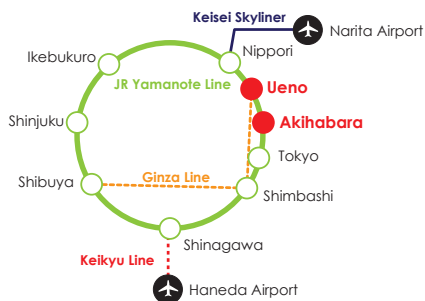 Keisei Skyliner
Narita Airport
Nippori
Ikebukuro
JR Yamanote Line
Ueno
Shinjuku
Akihabara
Tokyo
Ginza Line
Shibuya
Shimbashi
Shinagawa
Keikyu Line
Haneda Airport